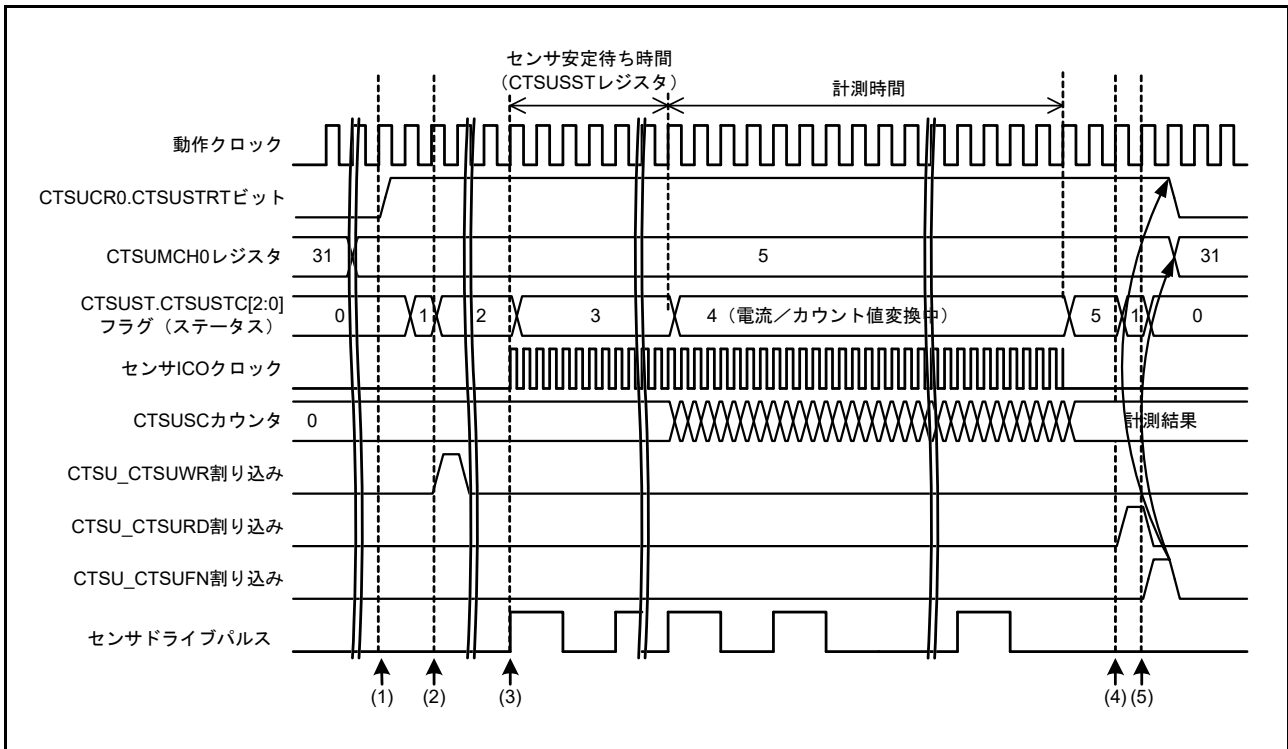 センサ安定待ち時間
(CTSUSSTレジスタ)
計測時間
動作クロック
CTSUCR0.CTSUSTRTビット
CTSUMCH0レジスタ 31 5 31
CTSUST.CTSUSTC[2:0]
フラグ（ステータス） 0 1 2 3 4（電流／カウント値変換中） 5 1 0
センサICOクロック
CTSUSCカウンタ 0 計測結果
CTSU_CTSUWR割り込み
CTSU_CTSURD割り込み
CTSU_CTSUFN割り込み
センサドライブパルス
(1) (2) (3) (4) (5)